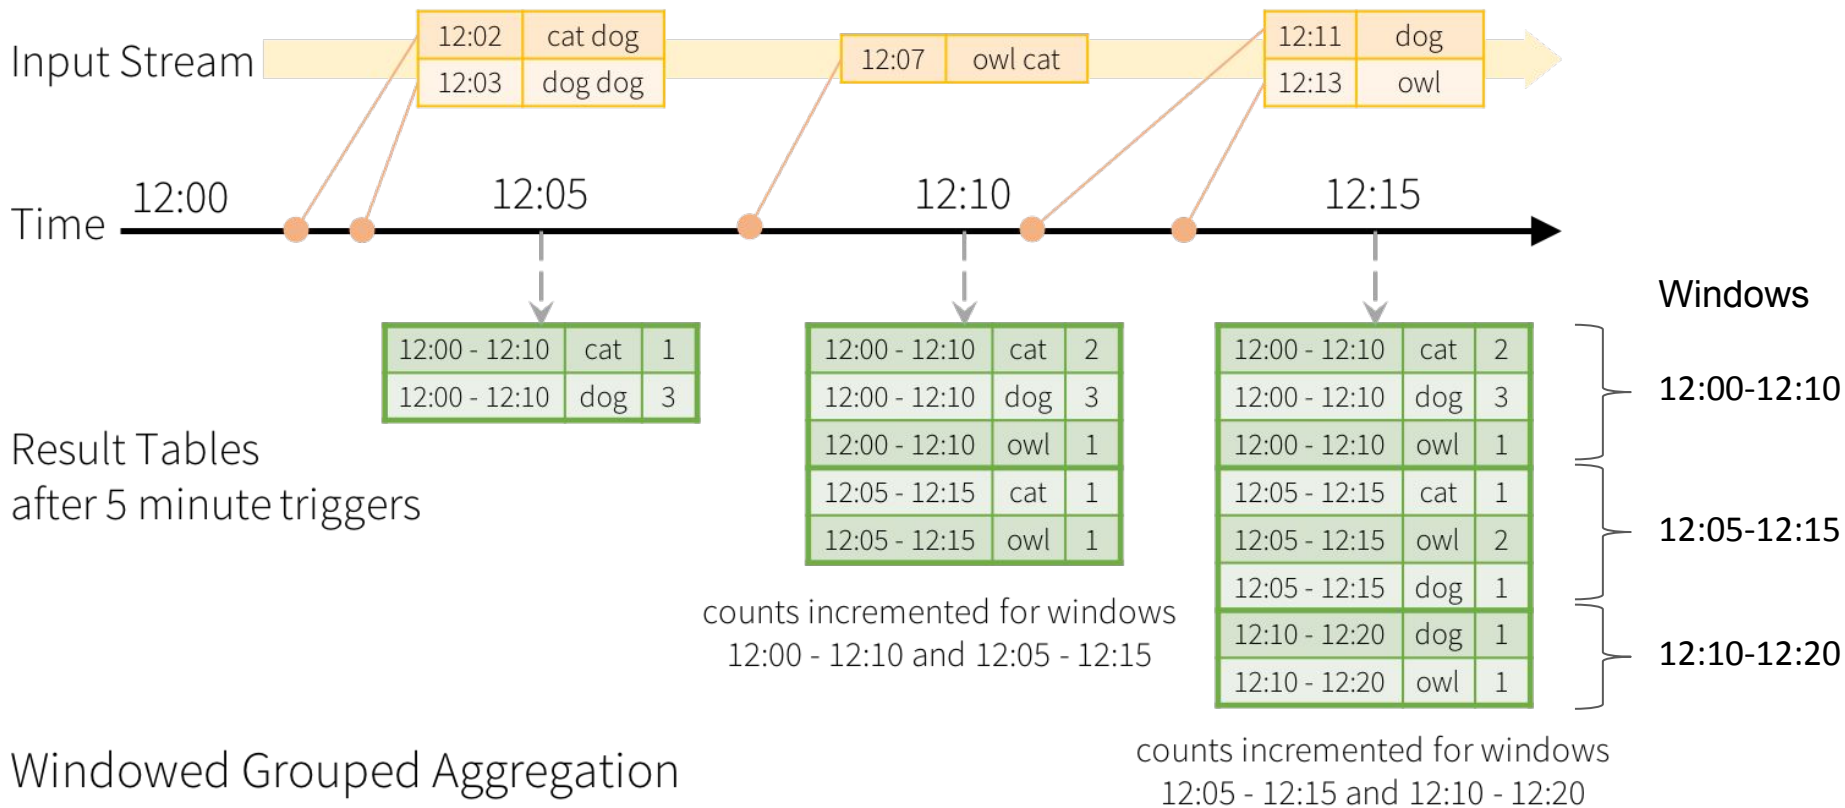 Input Stream
12:02 cat dog
12:03 dog dog
12:07 owl cat
12:11 dog
12:13 owl
Time
12:00
12:05
12:10
12:15
Result Tables
after 5 minute triggers
12:00 - 12:10 cat 1
12:00 - 12:10 dog 3
12:00 - 12:10 cat 2
12:00 - 12:10 dog 3
12:00 - 12:10 owl 1
12:05 - 12:15 cat 1
12:05 - 12:15 owl 1
counts incremented for windows
12:00 - 12:10 and 12:05 - 12:15
12:00 - 12:10 cat 2
12:00 - 12:10 dog 3
12:00 - 12:10 owl 1
12:05 - 12:15 cat 1
12:05 - 12:15 owl 2
12:05 - 12:15 dog 1
12:10 - 12:20 dog 1
12:10 - 12:20 owl 1
counts incremented for windows
12:05 - 12:15 and 12:10 - 12:20
Windows
12:00-12:10
12:05-12:15
12:10-12:20
Windowed Grouped Aggregation